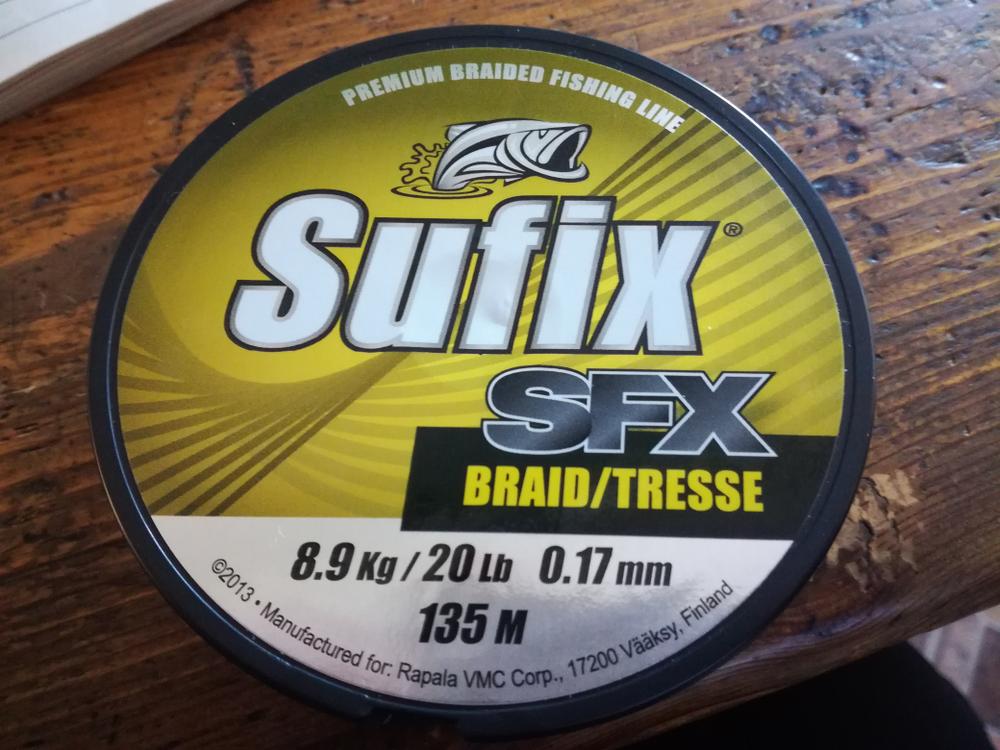 PREMIUM BRAIDED FISHING LINE
Sufix®
SFX
BRAID/TRESSE
8.9 Kg / 20 Lb 0.17 mm
135 M
©2013 • Manufactured for: Rapala VMC Corp., 17200 Vääksy, Finland